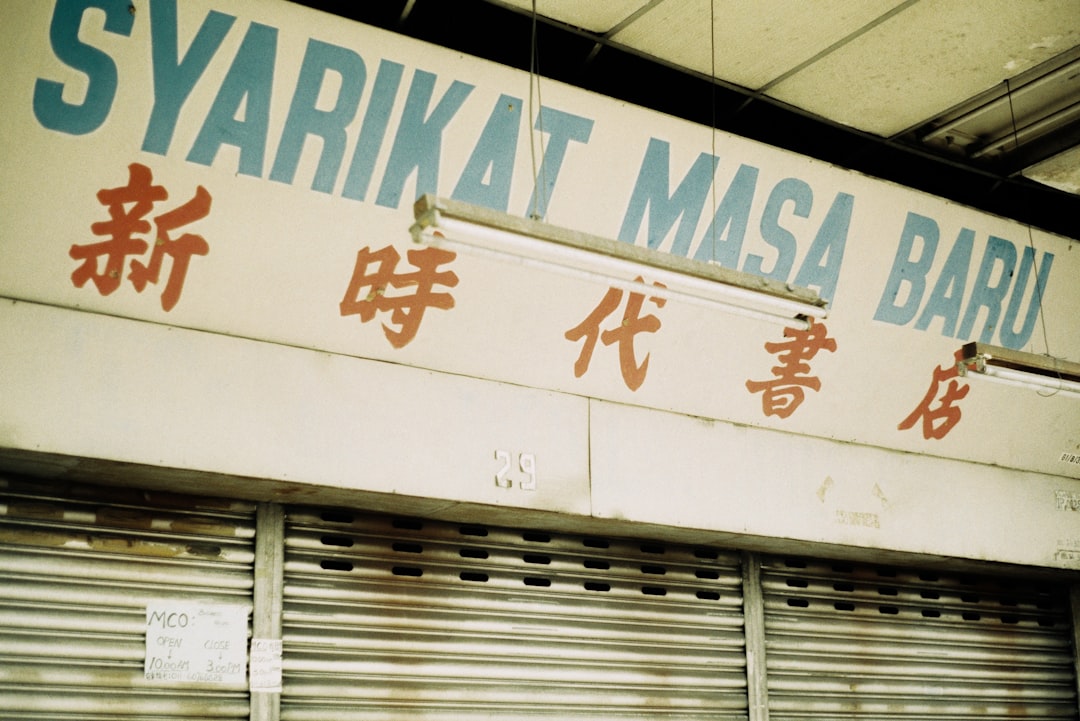 SYARIKAT MASA BARU
新時代書店
29
MCO:
OPEN CLOSE
↓ ↓
10.00AM 3.00PM